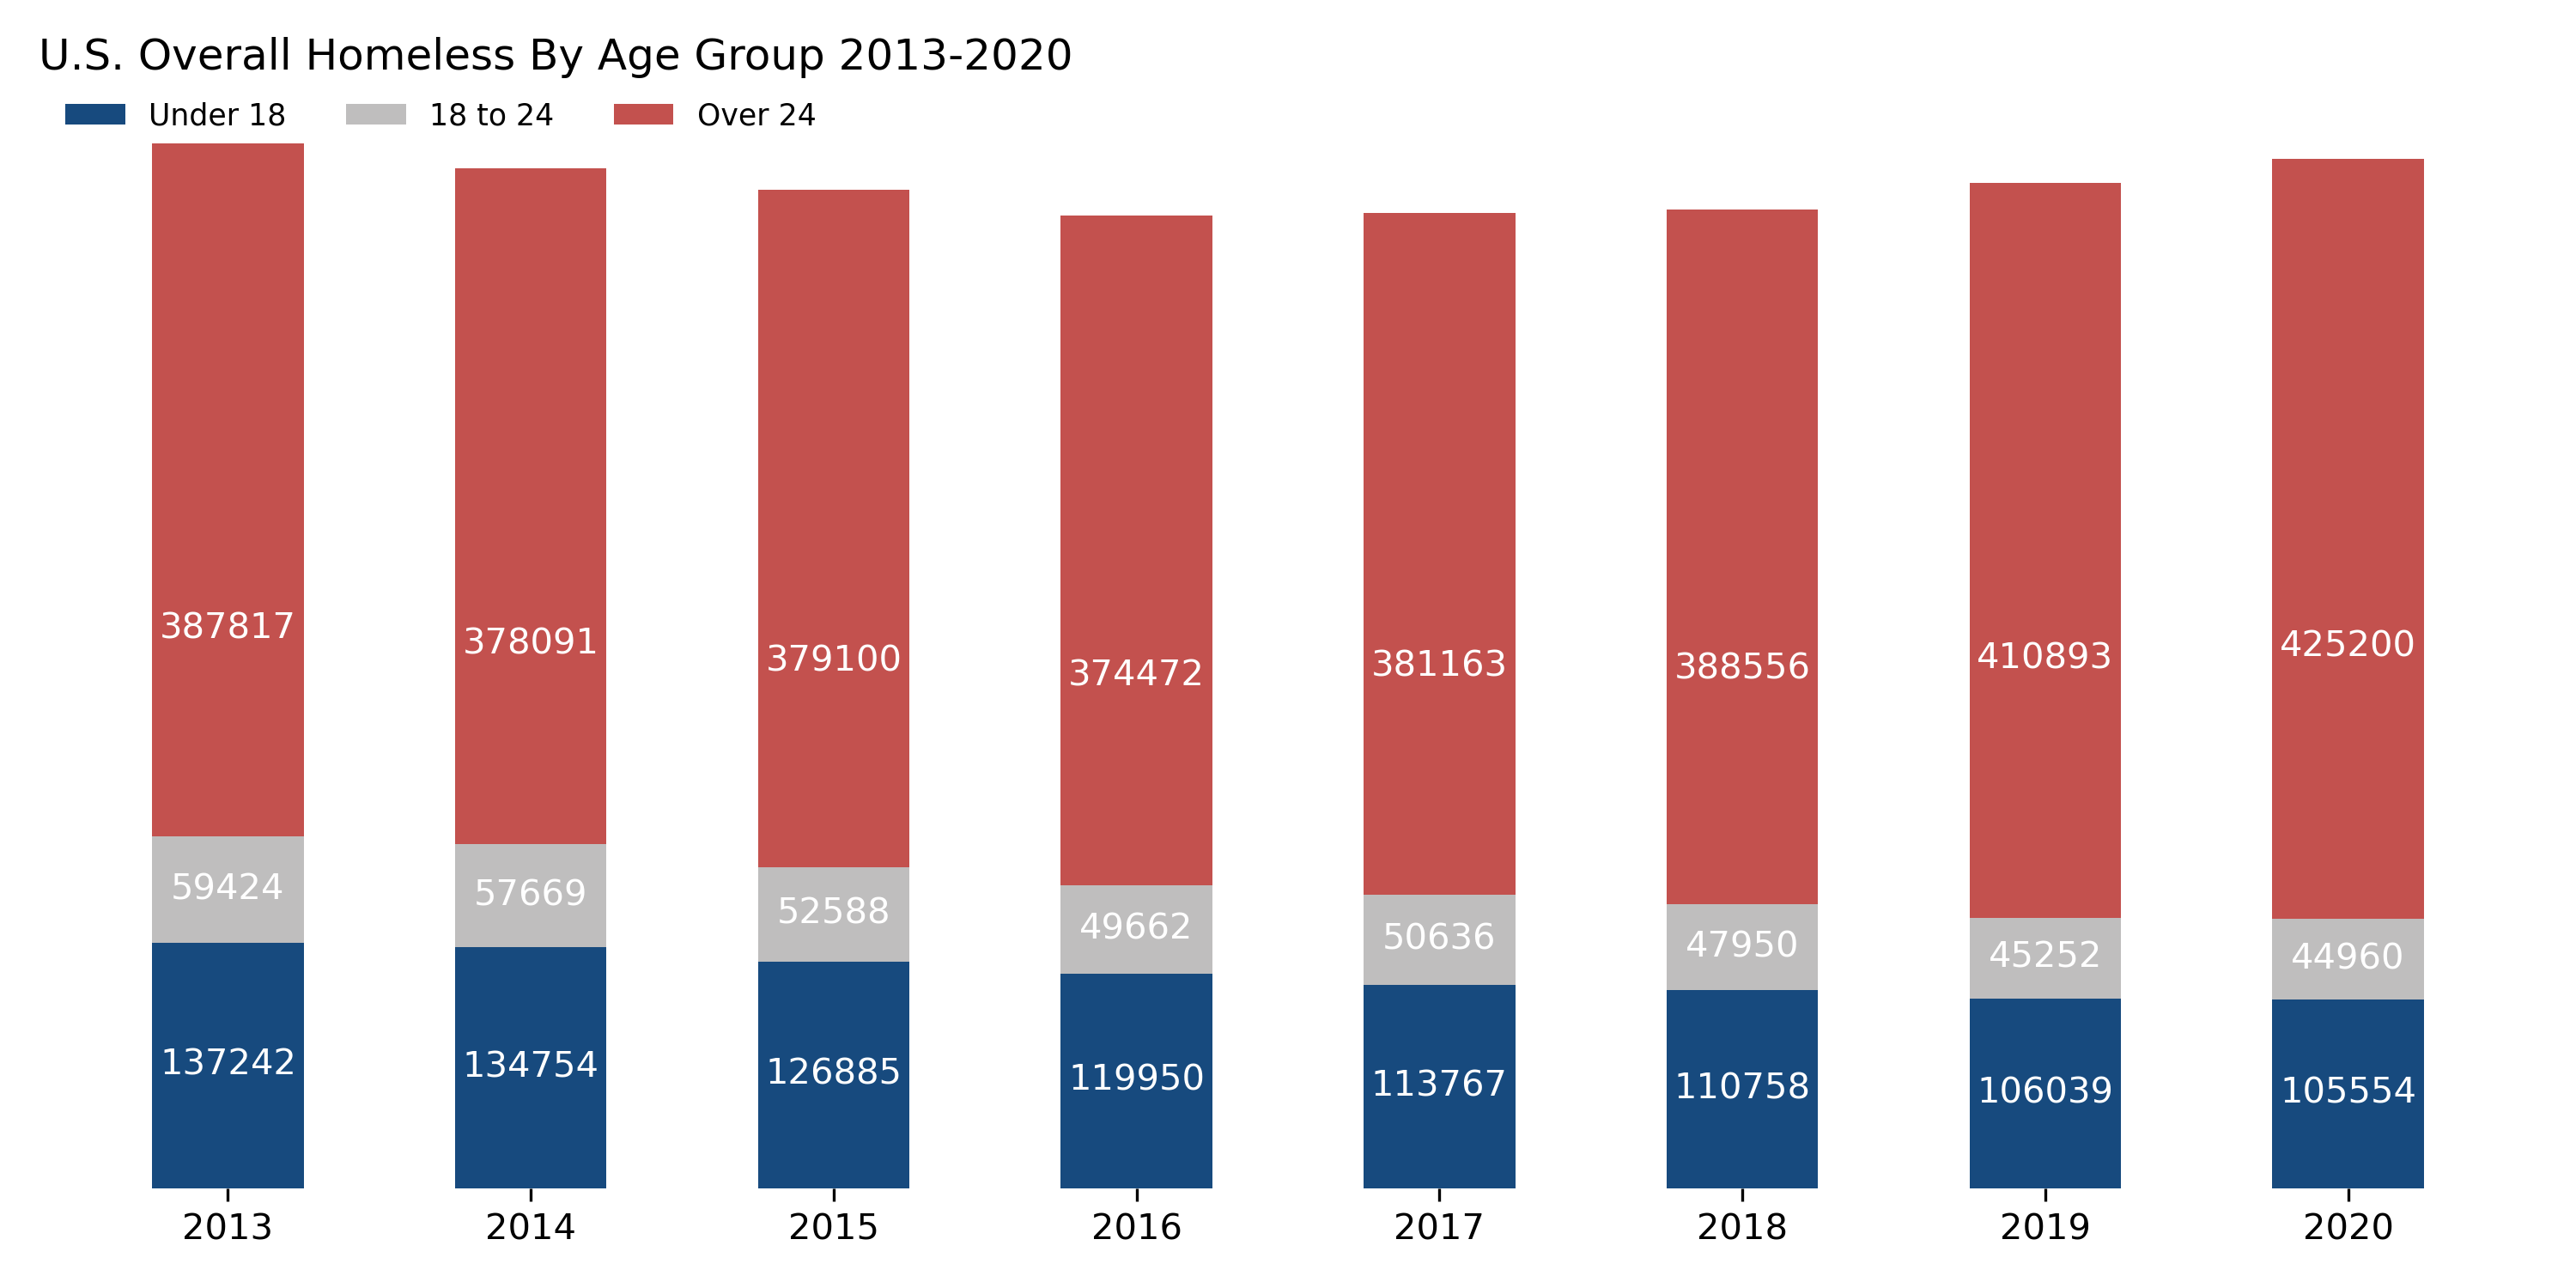 U.S. Overall Homeless By Age Group 2013-2020
Under 18 18 to 24 Over 24
387817 378091 379100 374472 381163 388556 410893 425200
59424 57669 52588 49662 50636 47950 45252 44960
137242 134754 126885 119950 113767 110758 106039 105554
2013 2014 2015 2016 2017 2018 2019 2020